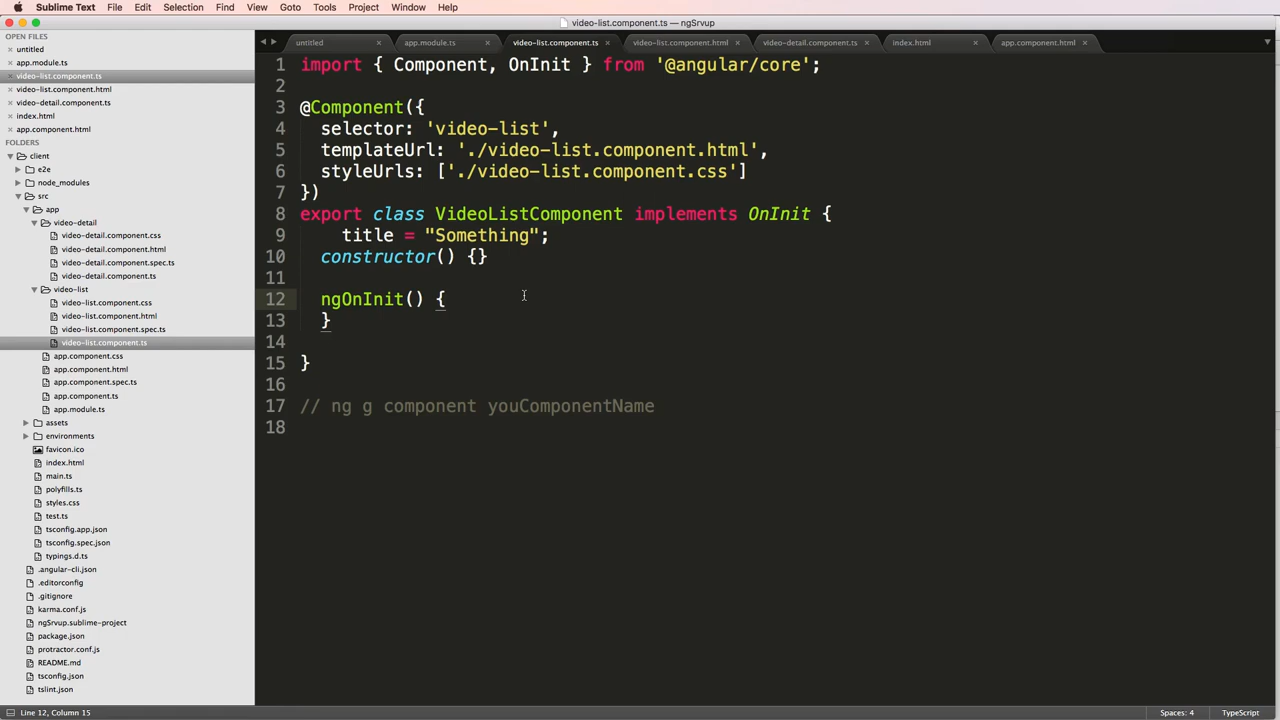 Sublime Text File Edit Selection Find View Goto Tools Project Window Help
video-list.component.ts — ngSrvup
OPEN FILES
untitled
app.module.ts
video-list.component.ts
video-list.component.html
video-detail.component.ts
index.html
app.component.html
FOLDERS
client
e2e
node_modules
src
app
video-detail
video-detail.component.css
video-detail.component.html
video-detail.component.spec.ts
video-detail.component.ts
video-list
video-list.component.css
video-list.component.html
video-list.component.spec.ts
video-list.component.ts
app.component.css
app.component.html
app.component.spec.ts
app.component.ts
app.module.ts
assets
environments
favicon.ico
index.html
main.ts
polyfills.ts
styles.css
test.ts
tsconfig.app.json
tsconfig.spec.json
typings.d.ts
.angular-cli.json
.editorconfig
.gitignore
karma.conf.js
ngSrvup.sublime-project
package.json
protractor.conf.js
README.md
tsconfig.json
tslint.json
untitled app.module.ts video-list.component.ts video-list.component.html video-detail.component.ts index.html app.component.html
1 import { Component, OnInit } from '@angular/core';
2
3 @Component({
4 selector: 'video-list',
5 templateUrl: './video-list.component.html',
6 styleUrls: ['./video-list.component.css']
7 })
8 export class VideoListComponent implements OnInit {
9 title = "Something";
10 constructor() {}
11
12 ngOnInit() {
13 }
14
15 }
16
17 // ng g component youComponentName
18
Line 12, Column 15 Spaces: 4 TypeScript